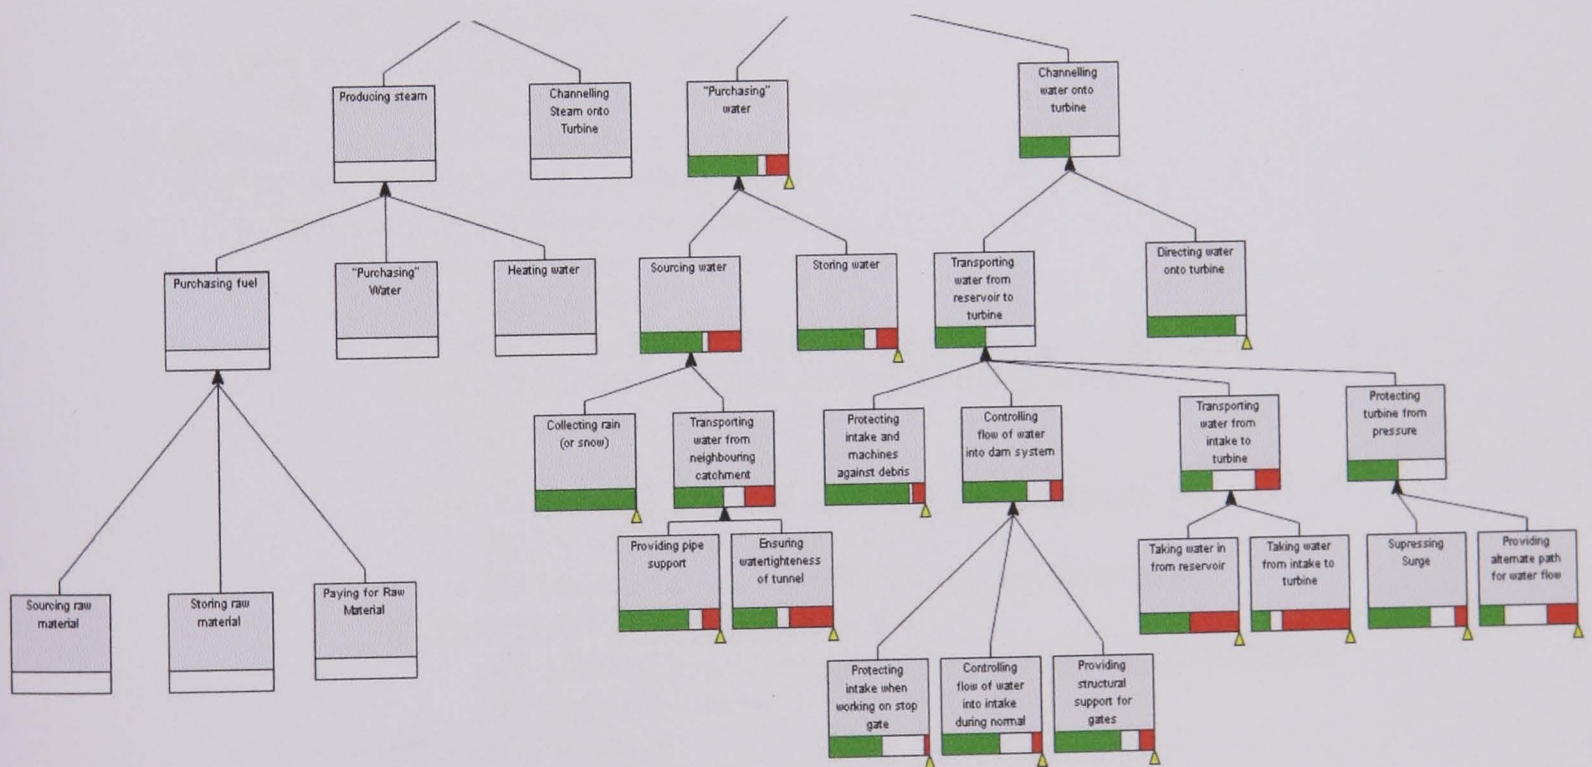 Producing steam
Channelling
Steam onto
Turbine
"Purchasing"
water
Channelling
water onto
turbine
Purchasing fuel
"Purchasing"
Water
Heating water
Sourcing water
Storing water
Transporting
water from
reservoir to
turbine
Directing water
onto turbine
Collecting rain
(or snow)
Transporting
water from
neighbouring
catchment
Protecting
intake and
machines
against debris
Controlling
flow of water
into dam system
Transporting
water from
intake to
turbine
Protecting
turbine from
pressure
Providing pipe
support
Ensuring
watertighteness
of tunnel
Taking water in
from reservoir
Taking water
from intake to
turbine
Supressing
Surge
Providing
alternate path
for water flow
Sourcing raw
material
Storing raw
material
Paying for Raw
Material
Protecting
intake when
working on stop
gate
Controlling
flow of water
into intake
during normal
Providing
structural
support for
gates